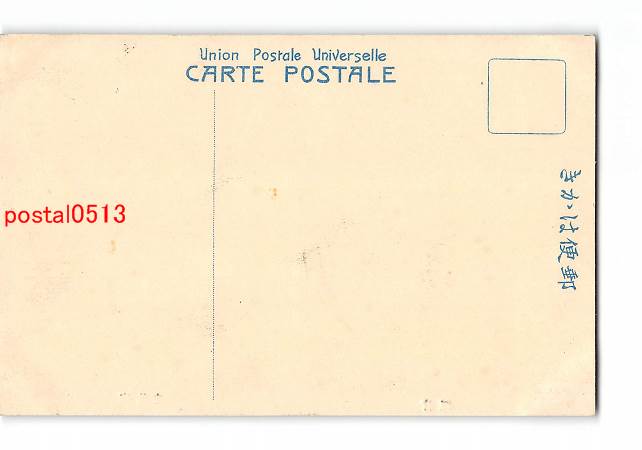 Union Postale Universelle
CARTE POSTALE
きかは便郵
postal0513